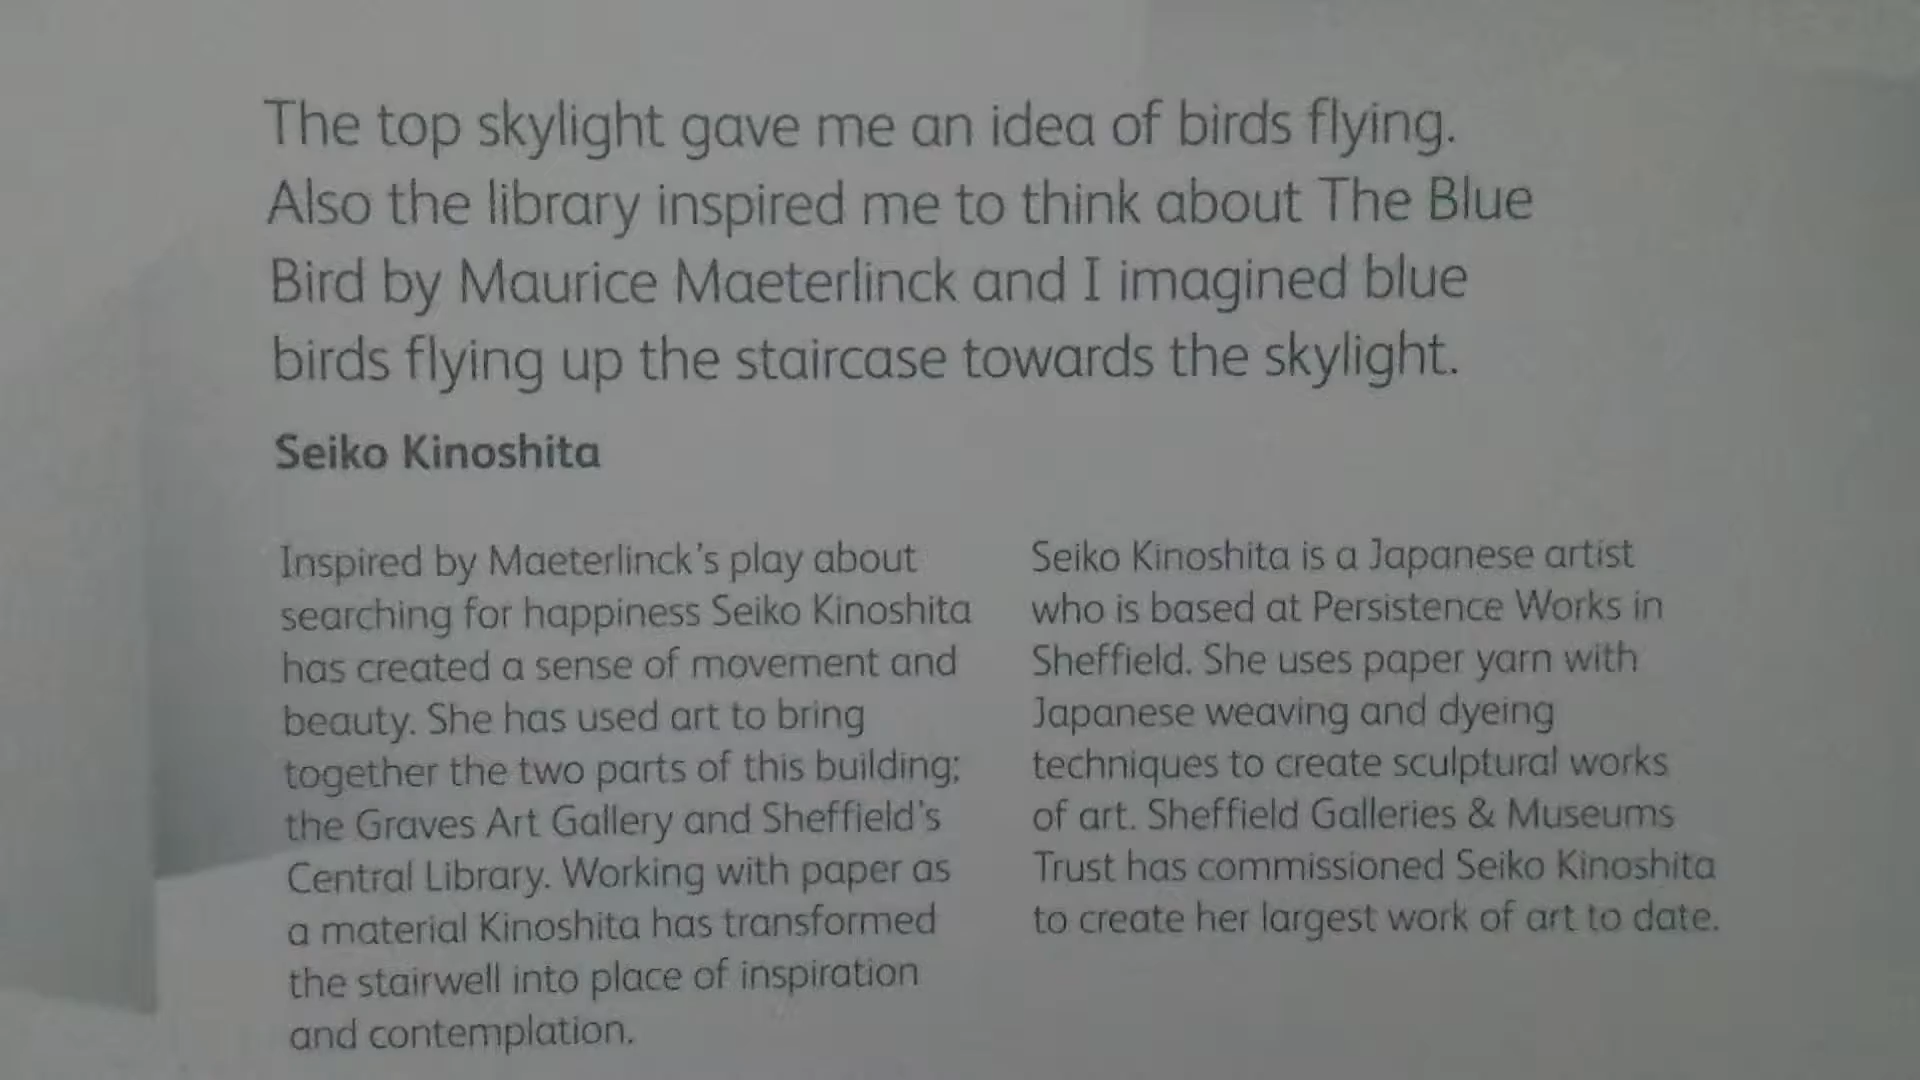 The top skylight gave me an idea of birds flying.
Also the library inspired me to think about The Blue
Bird by Maurice Maeterlinck and I imagined blue
birds flying up the staircase towards the skylight.
Seiko Kinoshita
Inspired by Maeterlinck's play about
searching for happiness Seiko Kinoshita
has created a sense of movement and
beauty. She has used art to bring
together the two parts of this building;
the Graves Art Gallery and Sheffield's
Central Library. Working with paper as
a material Kinoshita has transformed
the stairwell into place of inspiration
and contemplation.
Seiko Kinoshita is a Japanese artist
who is based at Persistence Works in
Sheffield. She uses paper yarn with
Japanese weaving and dyeing
techniques to create sculptural works
of art. Sheffield Galleries & Museums
Trust has commissioned Seiko Kinoshita
to create her largest work of art to date.